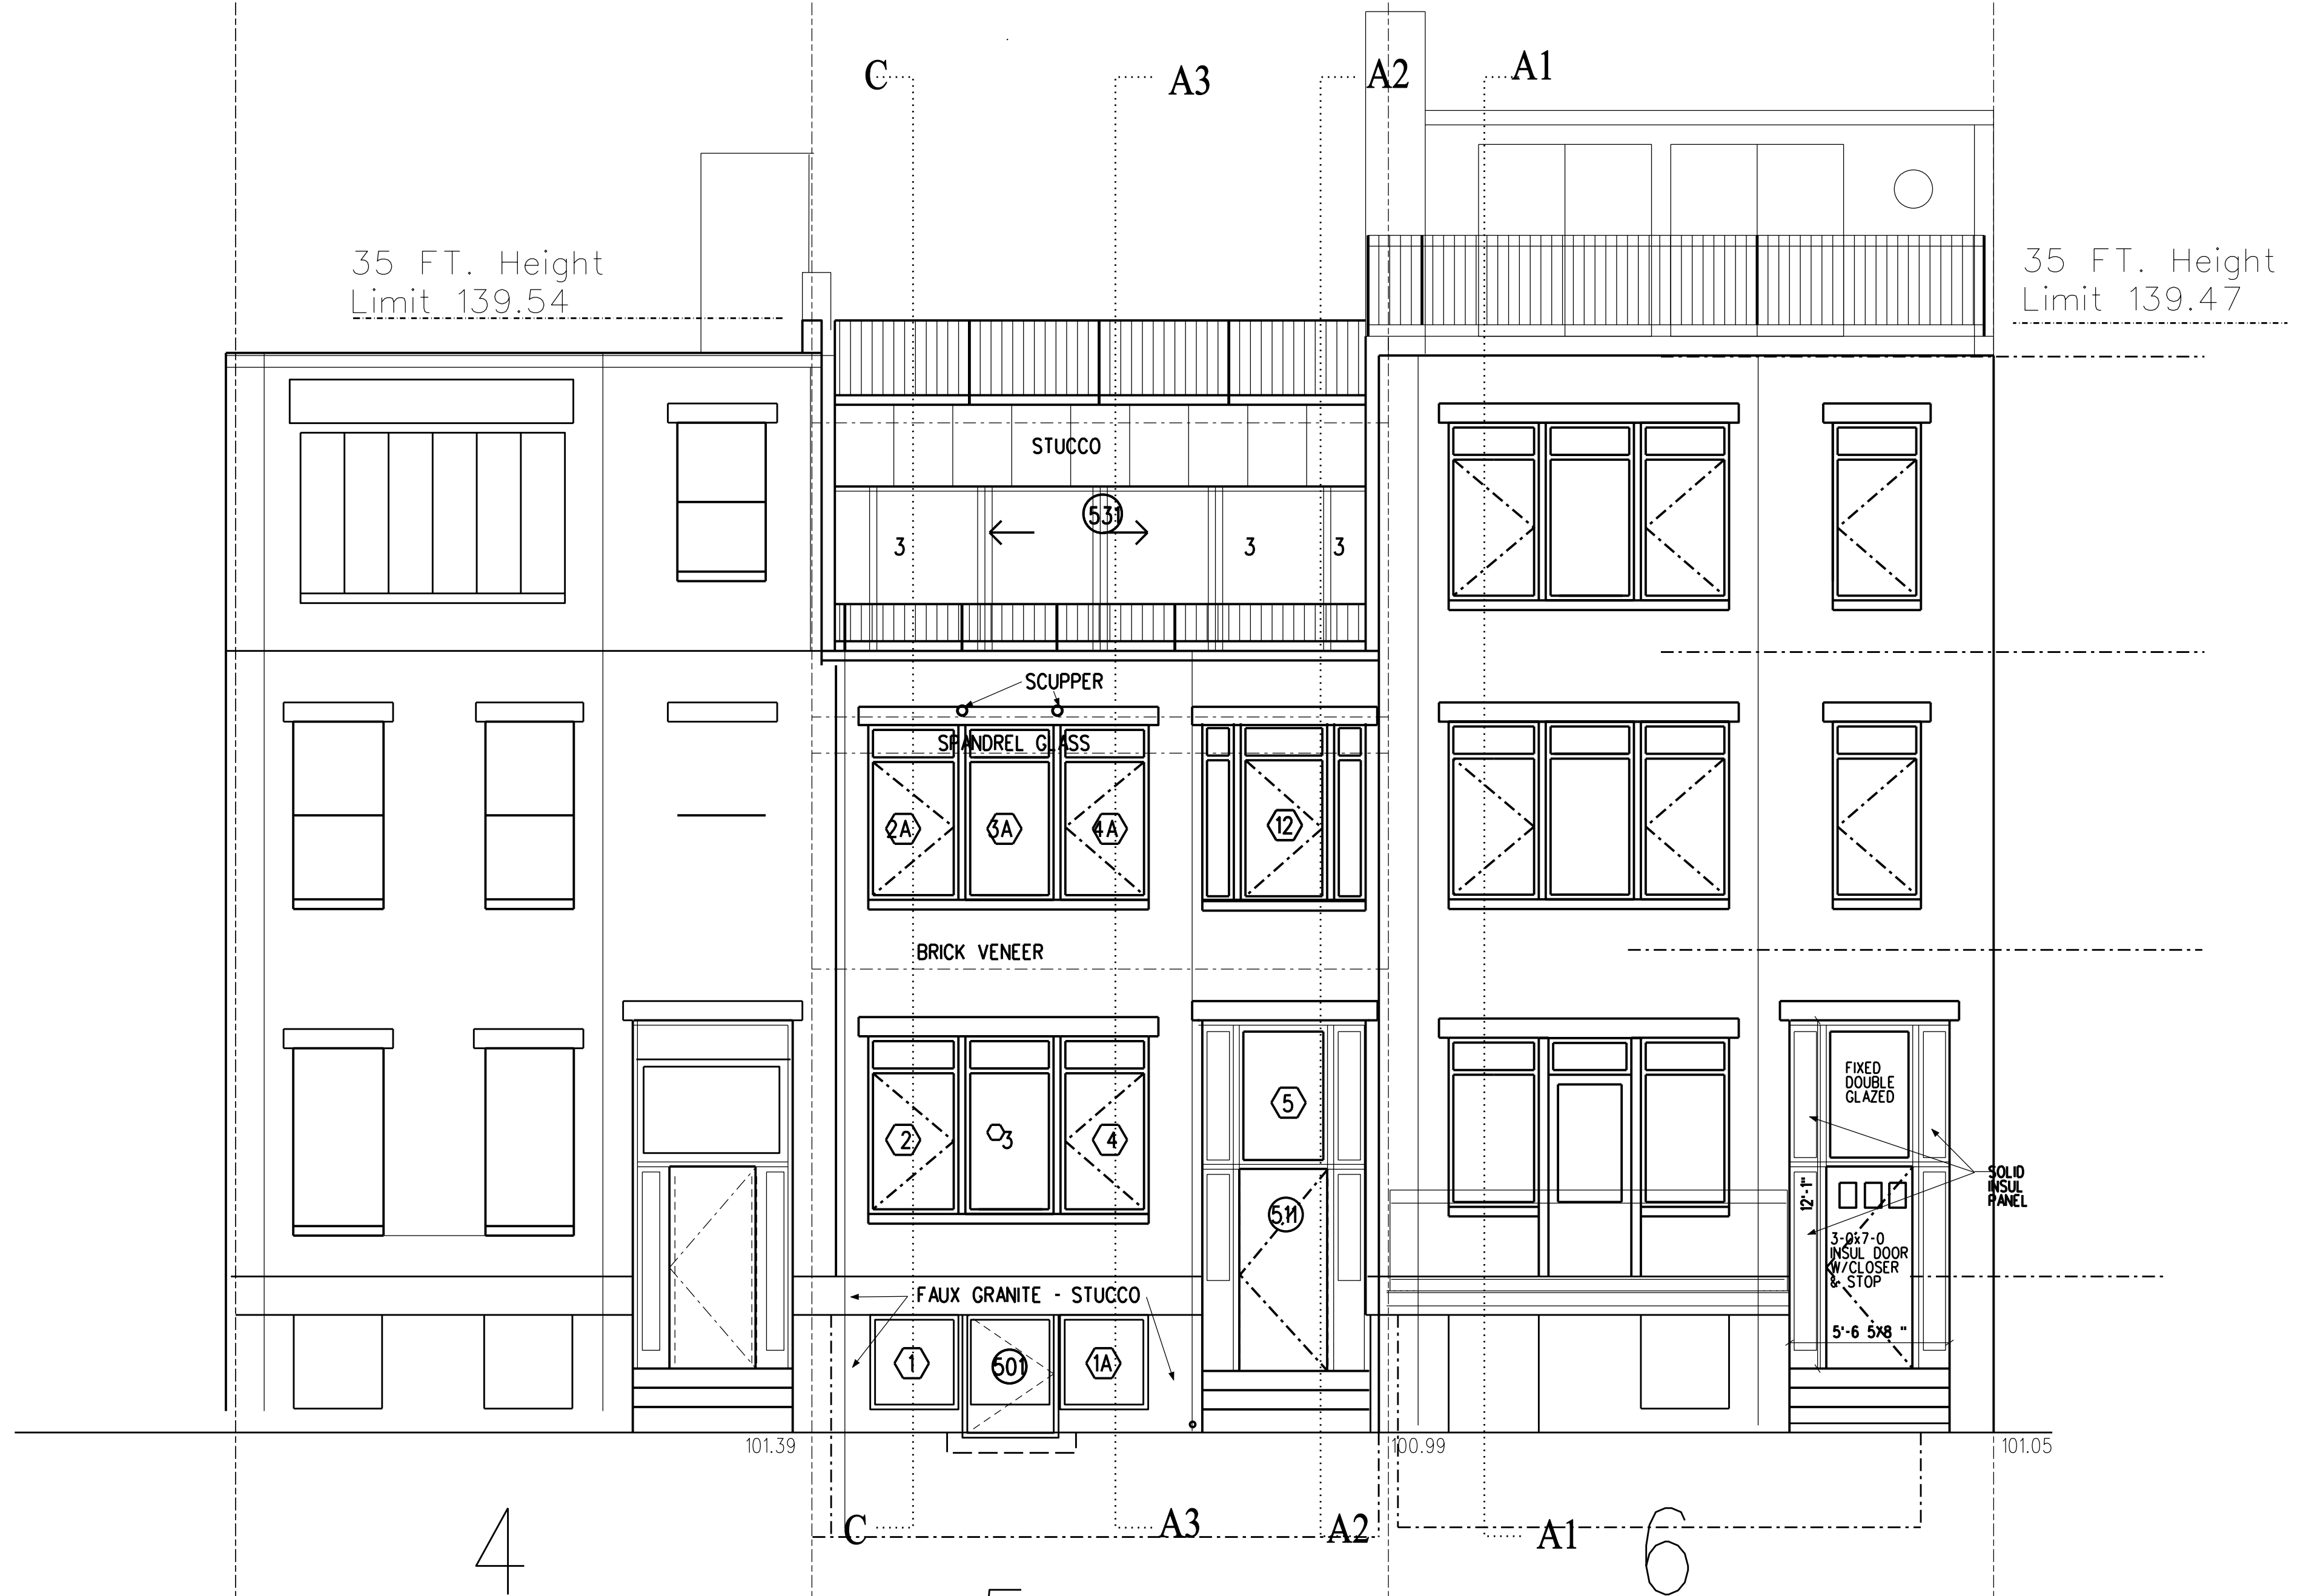 C
A3
A2
A1
35 FT. Height
Limit 139.54
35 FT. Height
Limit 139.47
STUCCO
531
3
3
3
SCUPPER
SPANDREL GLASS
2A
3A
4A
12
BRICK VENEER
5
FIXED
DOUBLE
GLAZED
2
3
4
SOLID
INSUL
PANEL
12'-1"
511
3-0x7-0
INSUL DOOR
W/CLOSER
& STOP
FAUX GRANITE - STUCCO
5'-6 5/8 "
1
501
1A
101.39
100.99
101.05
C
A3
A2
A1
4
6